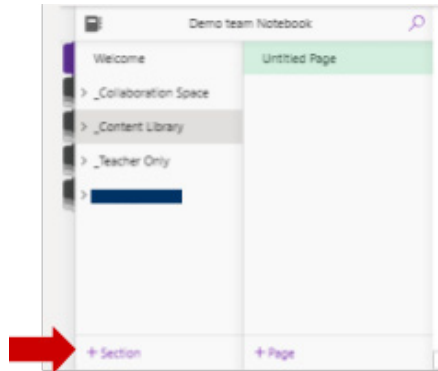 Demo team Notebook
Welcome
Untitled Page
_Collaboration Space
_Content Library
_Teacher Only
+ Section
+ Page